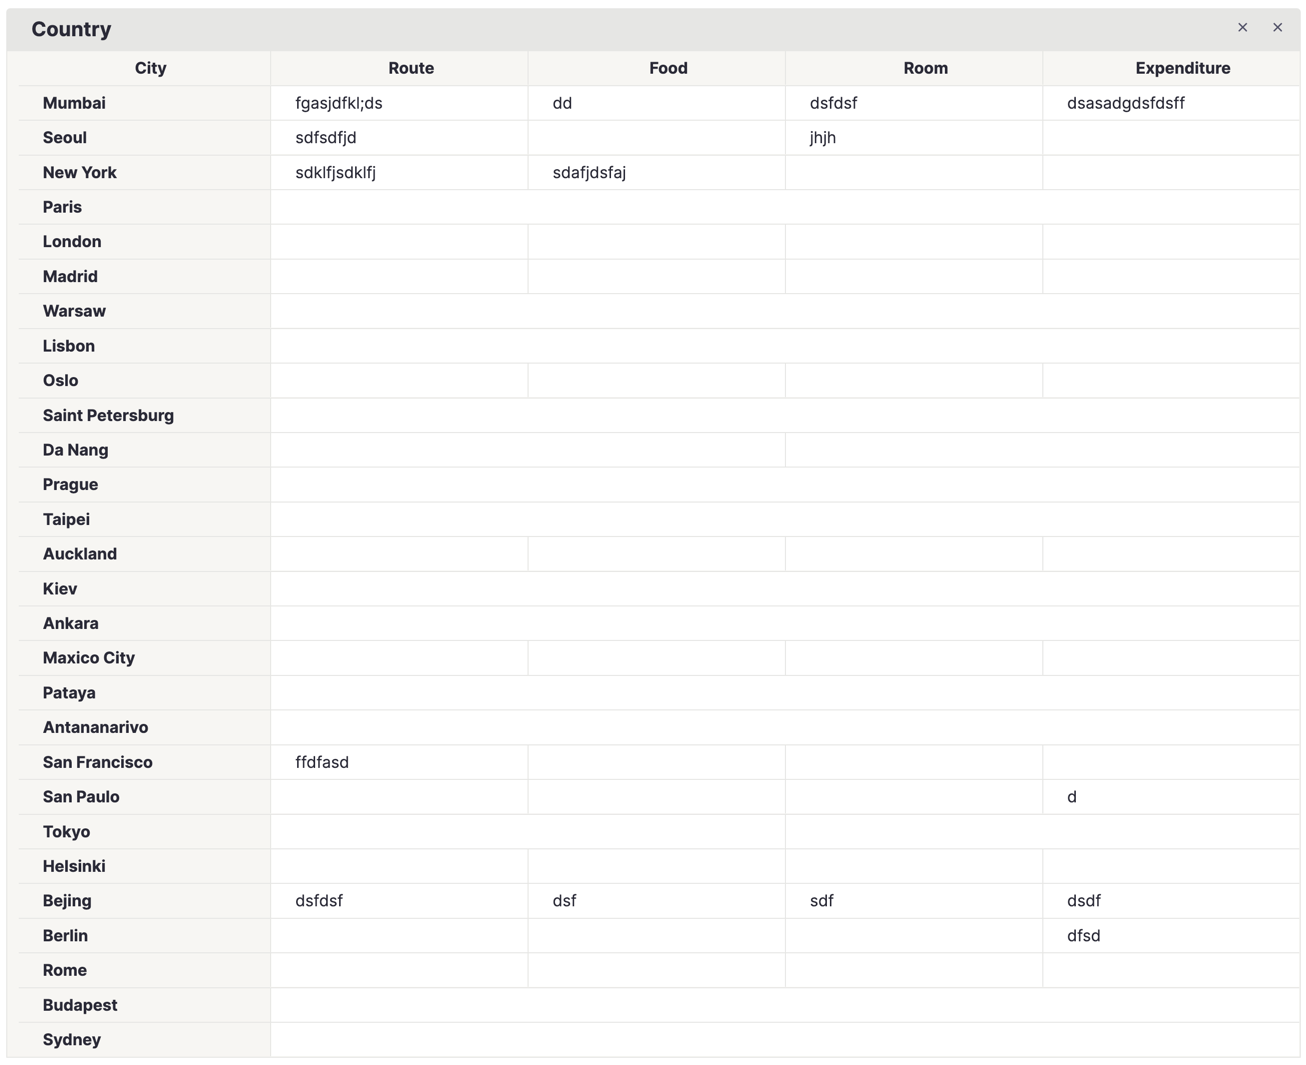 Country × ×
City Route Food Room Expenditure
Mumbai fgasjdfkl;ds dd dsfdsf dsasadgdsfdsff
Seoul sdfsdfjd jhjh
New York sdklfjsdklfj sdafjdsfaj
Paris
London
Madrid
Warsaw
Lisbon
Oslo
Saint Petersburg
Da Nang
Prague
Taipei
Auckland
Kiev
Ankara
Maxico City
Pataya
Antananarivo
San Francisco ffdfasd
San Paulo d
Tokyo
Helsinki
Bejing dsfdsf dsf sdf dsdf
Berlin dfsd
Rome
Budapest
Sydney